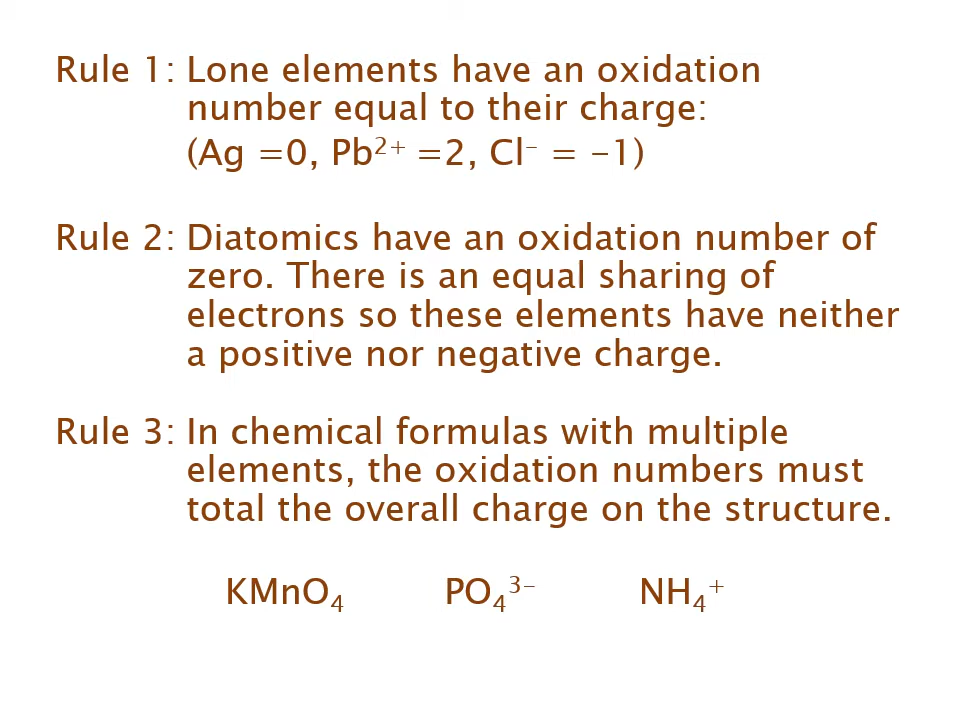 Rule 1: Lone elements have an oxidation
number equal to their charge:
(Ag =0, Pb²⁺ =2, Cl⁻ = –1)
Rule 2: Diatomics have an oxidation number of
zero. There is an equal sharing of
electrons so these elements have neither
a positive nor negative charge.
Rule 3: In chemical formulas with multiple
elements, the oxidation numbers must
total the overall charge on the structure.
KMnO₄ PO₄³⁻ NH₄⁺